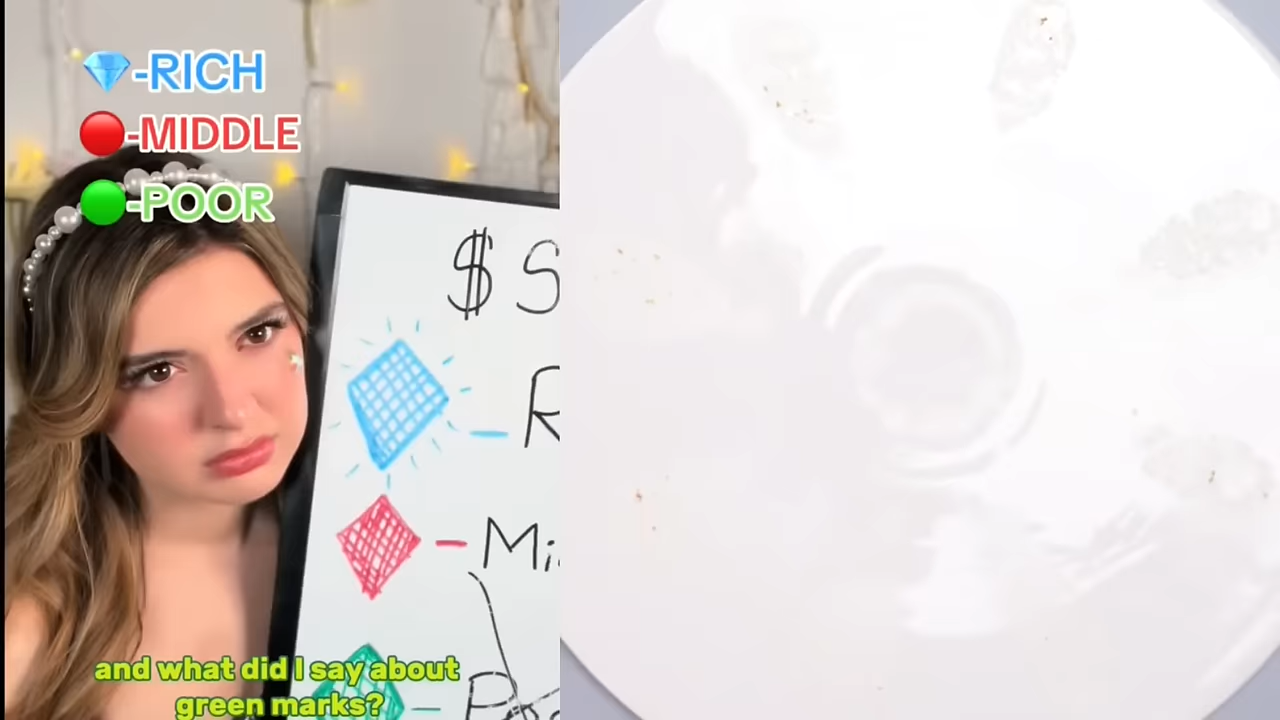 💎-RICH
🔴-MIDDLE
🟢-POOR
$ S
R
- Mi
and what did I say about
green marks?